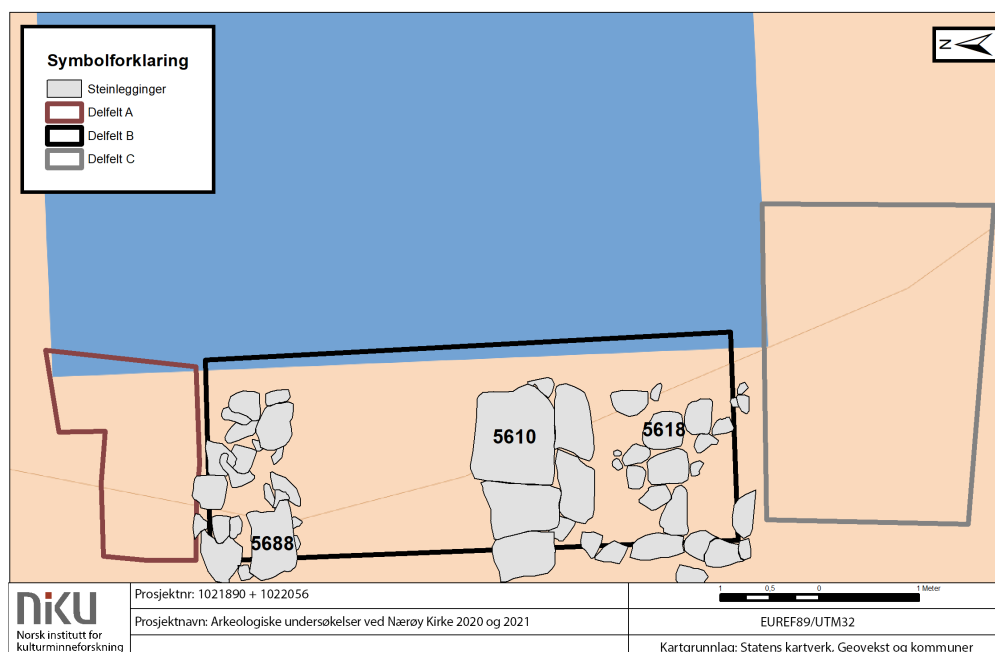 Symbolforklaring
Steinlegginger
Delfelt A
Delfelt B
Delfelt C
N
5610
5618
5688
niku
Norsk institutt for
kulturminneforskning
Prosjektnr: 1021890 + 1022056
Prosjektnavn: Arkeologiske undersøkelser ved Nærøy Kirke 2020 og 2021
1 0,5 0 1 Meter
EUREF89/UTM32
Kartgrunnlag: Statens kartverk, Geovekst og kommuner